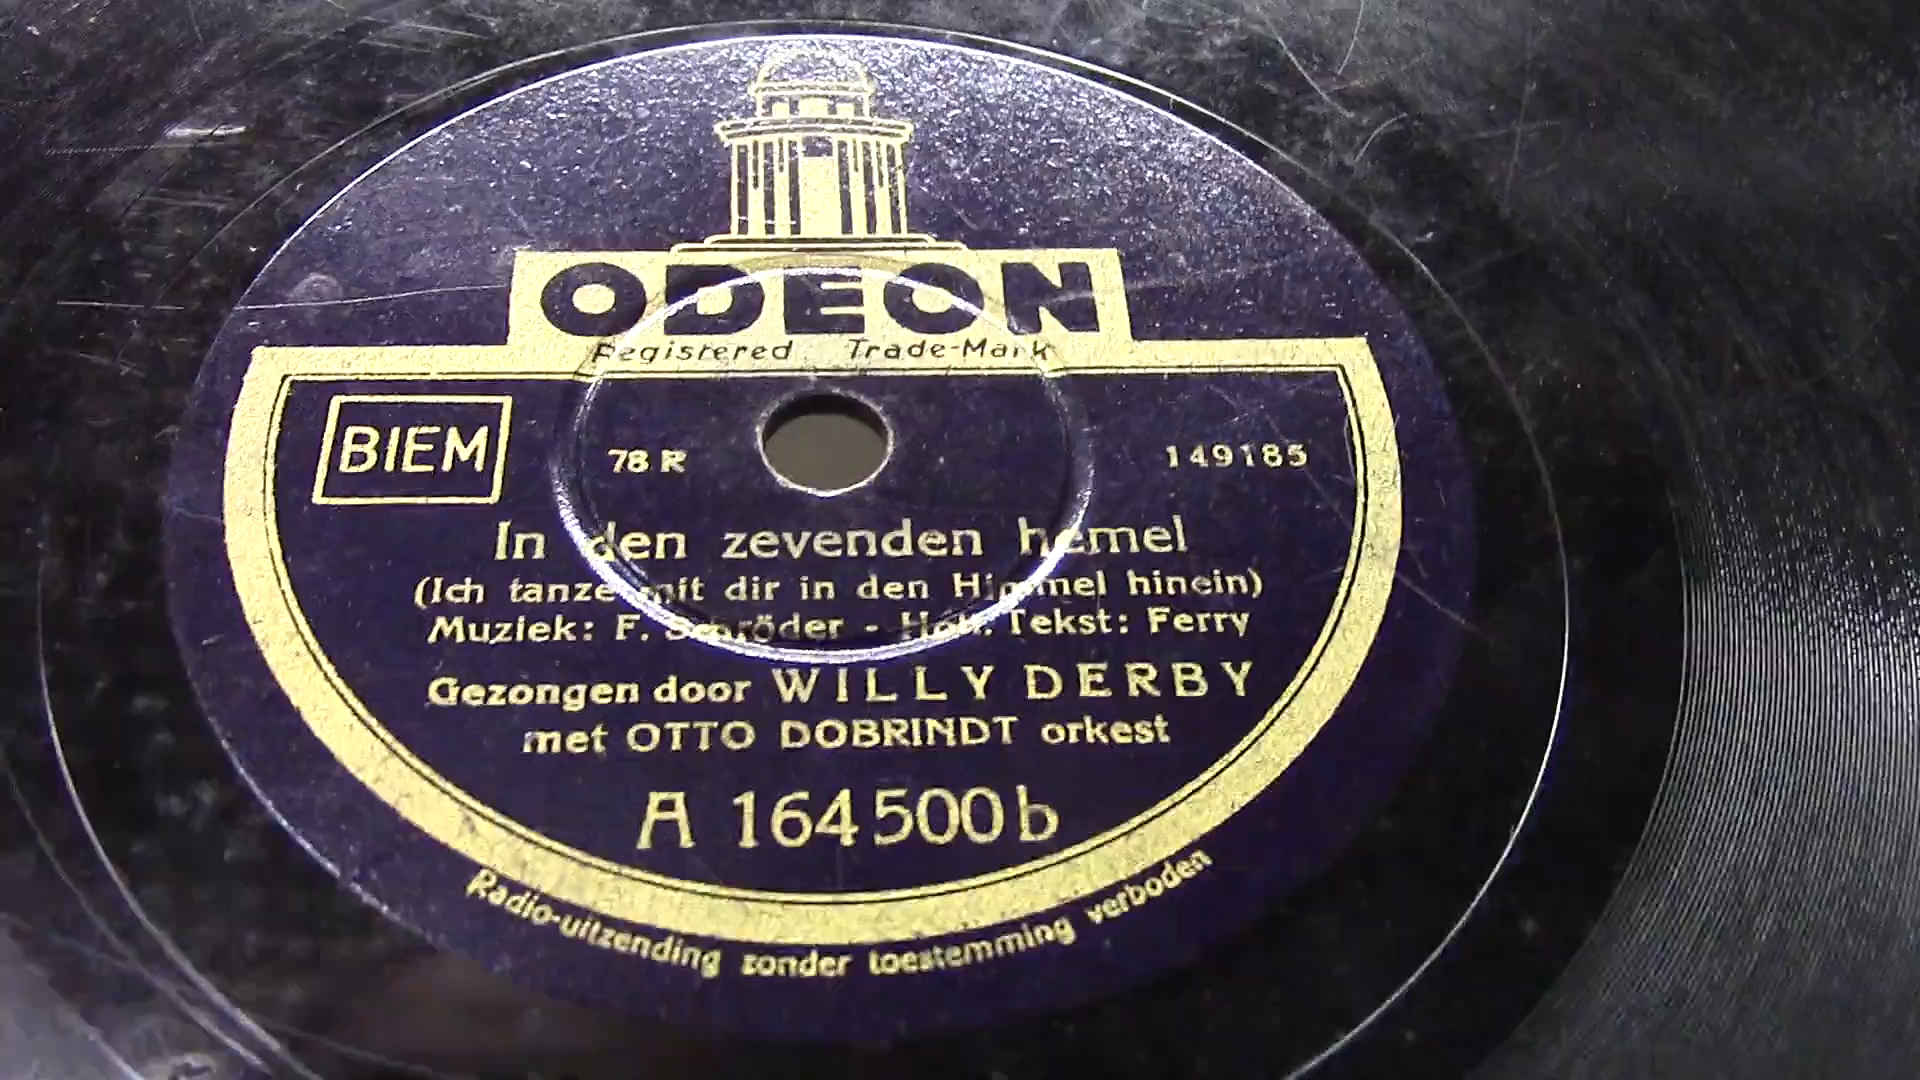 ODEON
Registered Trade-Mark
BIEM
78 R
149185
In den zevenden hemel
(Ich tanze mit dir in den Himmel hinein)
Muziek: F. Schröder - Holl. Tekst: Ferry
Gezongen door WILLY DERBY
met OTTO DOBRINDT orkest
A 164500b
Radio-uitzending zonder toestemming verboden